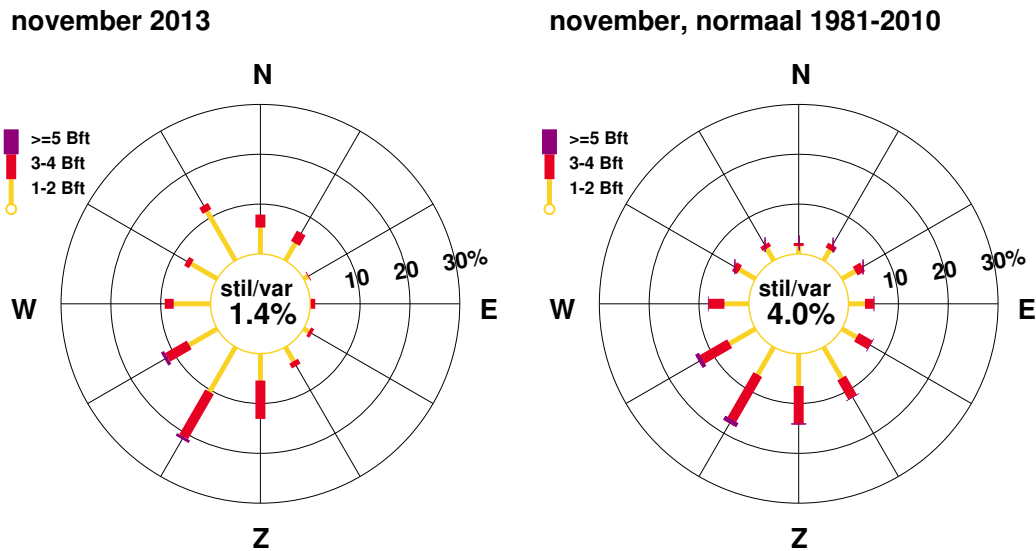 november 2013
N
>=5 Bft
3-4 Bft
1-2 Bft
10
20
30%
W
stil/var
1.4%
E
Z
november, normaal 1981-2010
N
>=5 Bft
3-4 Bft
1-2 Bft
10
20
30%
W
stil/var
4.0%
E
Z